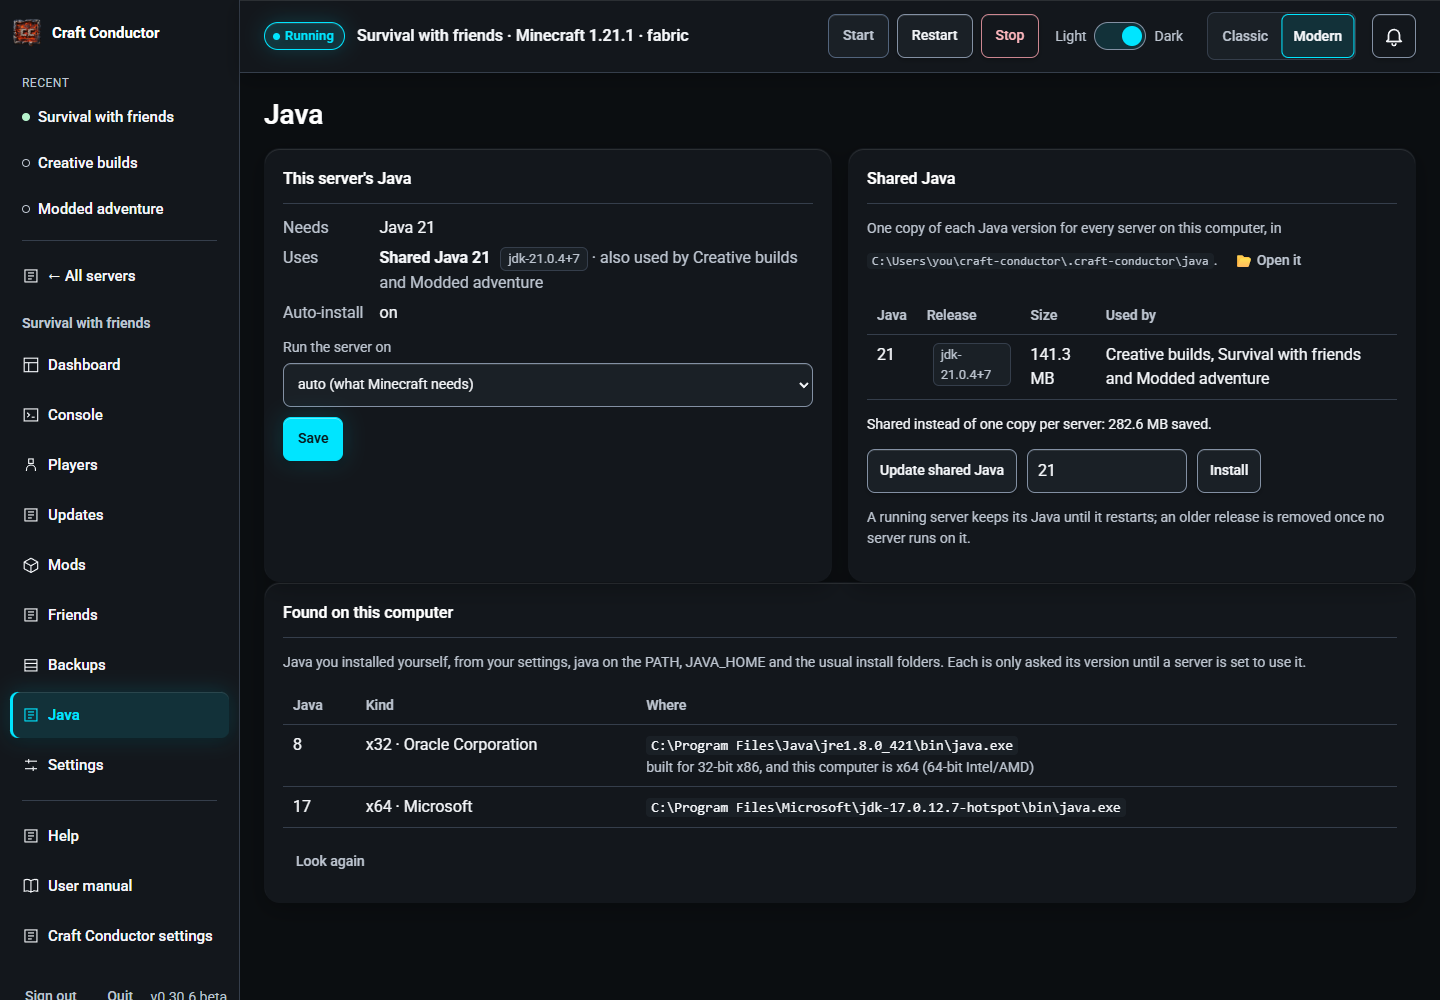 Craft Conductor
RECENT
Survival with friends
Creative builds
Modded adventure
← All servers
Survival with friends
Dashboard
Console
Players
Updates
Mods
Friends
Backups
Java
Settings
Help
User manual
Craft Conductor settings
Sign out Quit v0.30.6 beta
Running Survival with friends · Minecraft 1.21.1 · fabric
Start Restart Stop Light Dark Classic Modern
Java
This server's Java
Needs Java 21
Uses Shared Java 21 jdk-21.0.4+7 · also used by Creative builds
and Modded adventure
Auto-install on
Run the server on
auto (what Minecraft needs)
Save
Shared Java
One copy of each Java version for every server on this computer, in
C:\Users\you\craft-conductor\.craft-conductor\java. Open it
Java Release Size Used by
21 jdk-21.0.4+7 141.3 MB Creative builds, Survival with friends
and Modded adventure
Shared instead of one copy per server: 282.6 MB saved.
Update shared Java 21 Install
A running server keeps its Java until it restarts; an older release is removed once no
server runs on it.
Found on this computer
Java you installed yourself, from your settings, java on the PATH, JAVA_HOME and the usual install folders. Each is only asked its version until a server is set to use it.
Java Kind Where
8 x32 · Oracle Corporation C:\Program Files\Java\jre1.8.0_421\bin\java.exe
built for 32-bit x86, and this computer is x64 (64-bit Intel/AMD)
17 x64 · Microsoft C:\Program Files\Microsoft\jdk-17.0.12.7-hotspot\bin\java.exe
Look again